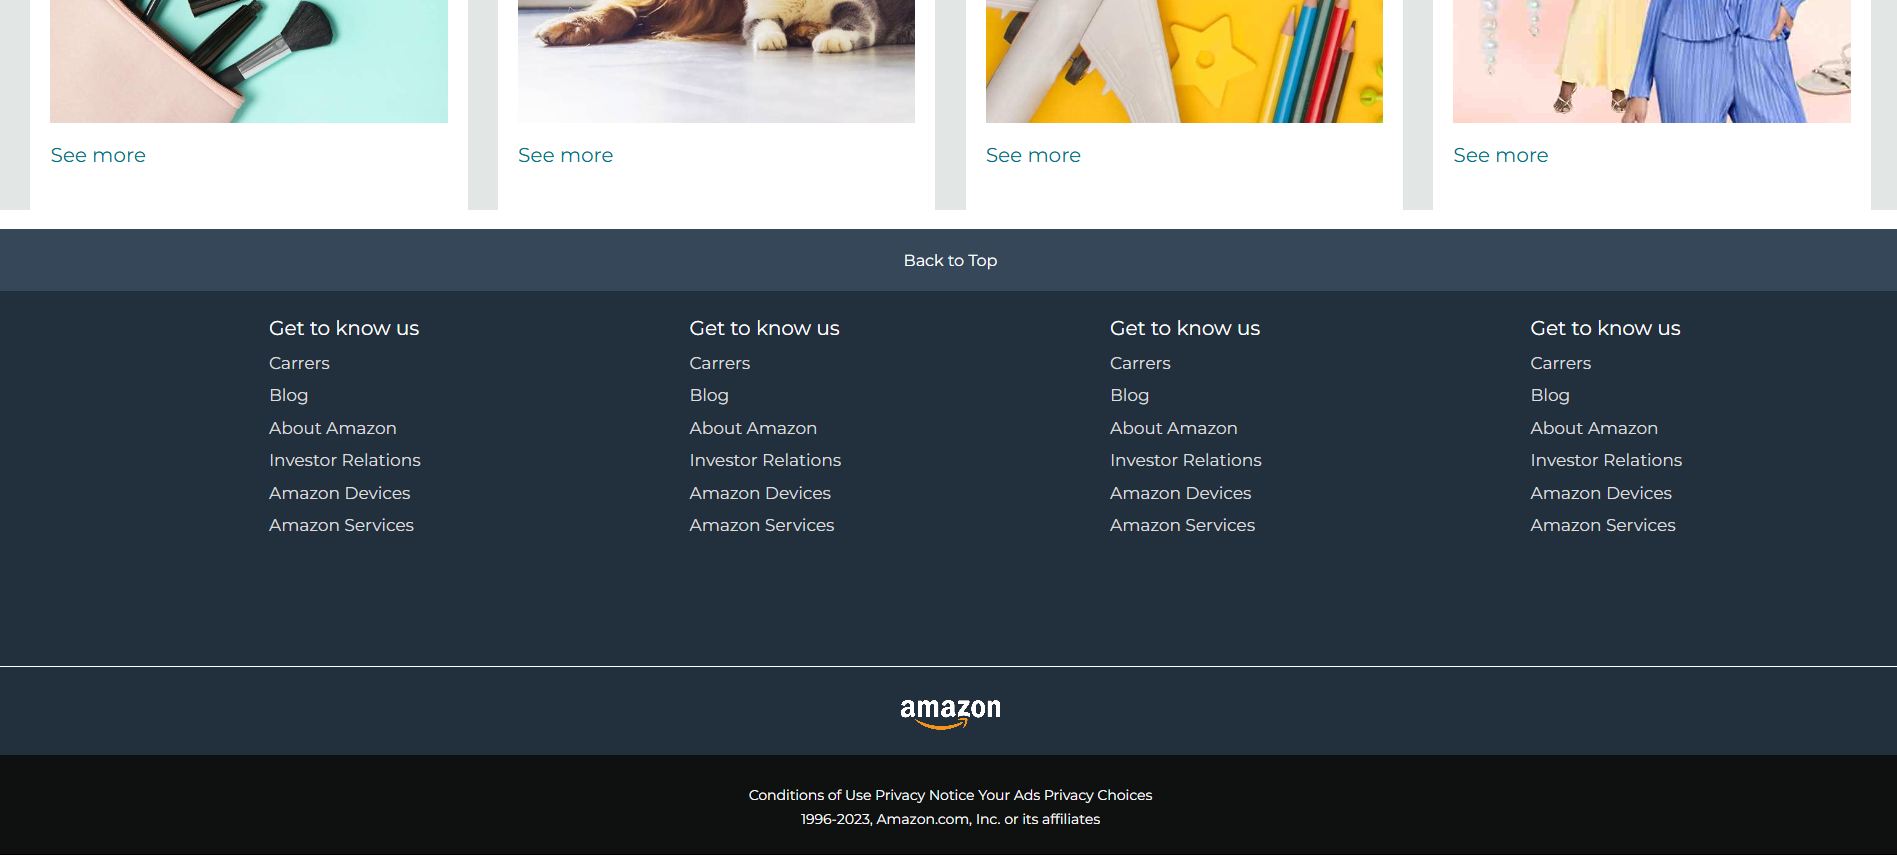 See more
See more
See more
See more
Back to Top
Get to know us
Carrers
Blog
About Amazon
Investor Relations
Amazon Devices
Amazon Services
Get to know us
Carrers
Blog
About Amazon
Investor Relations
Amazon Devices
Amazon Services
Get to know us
Carrers
Blog
About Amazon
Investor Relations
Amazon Devices
Amazon Services
Get to know us
Carrers
Blog
About Amazon
Investor Relations
Amazon Devices
Amazon Services
amazon
Conditions of Use Privacy Notice Your Ads Privacy Choices
1996-2023, Amazon.com, Inc. or its affiliates